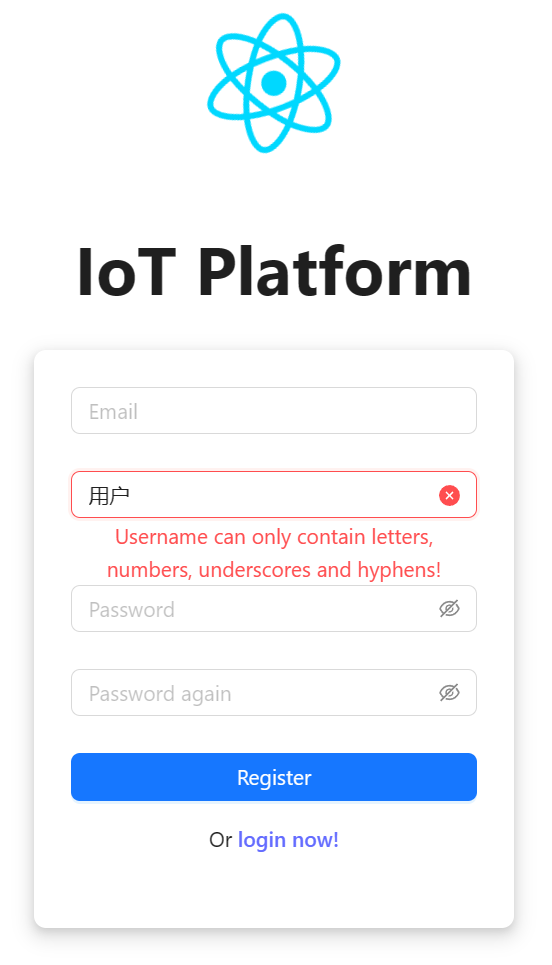 IoT Platform
Email
用户
Username can only contain letters,
numbers, underscores and hyphens!
Password
Password again
Register
Or login now!